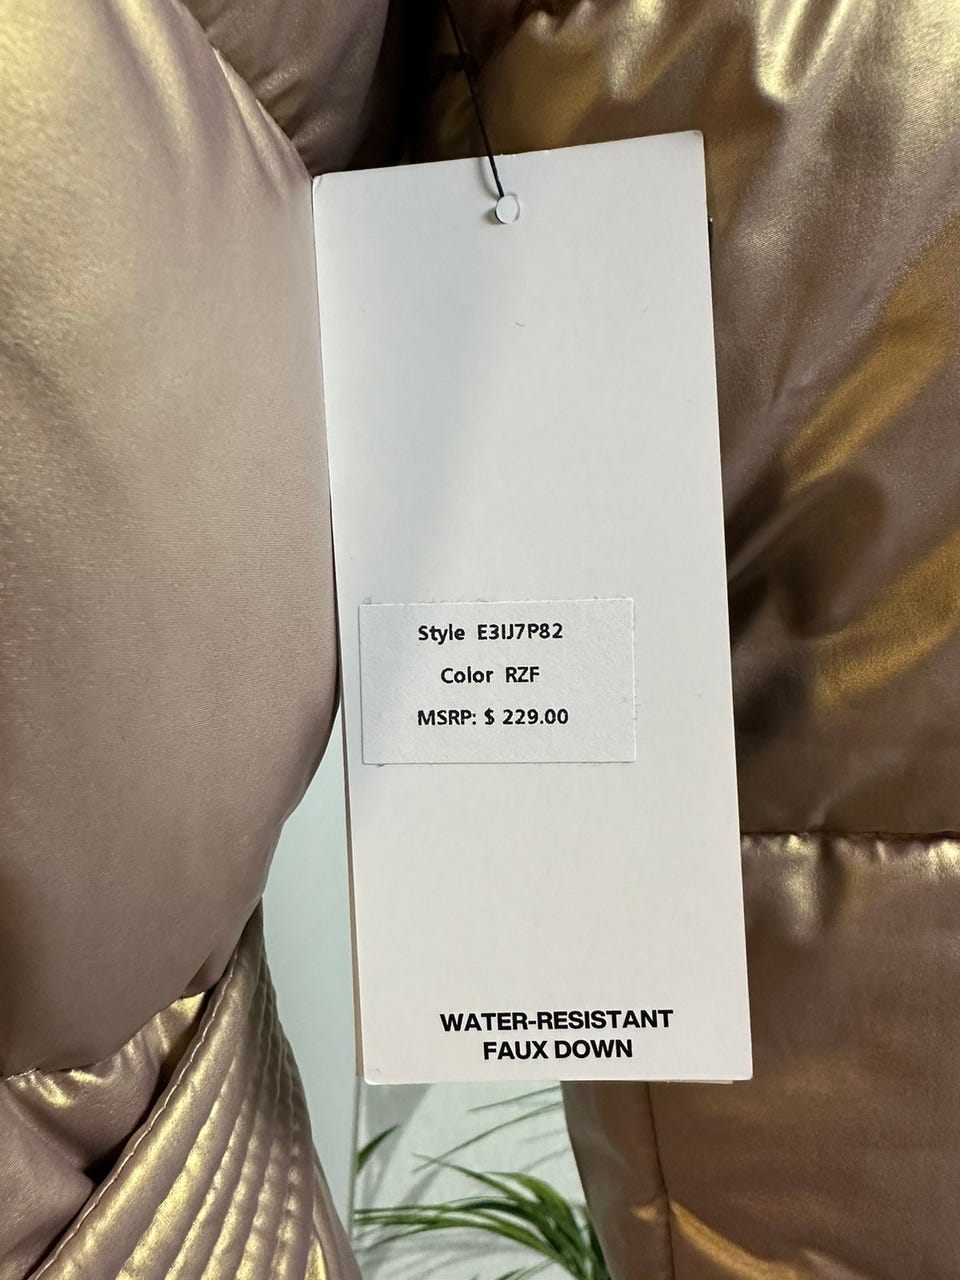 Style E3IJ7P82
Color RZF
MSRP: $ 229.00
WATER-RESISTANT
FAUX DOWN